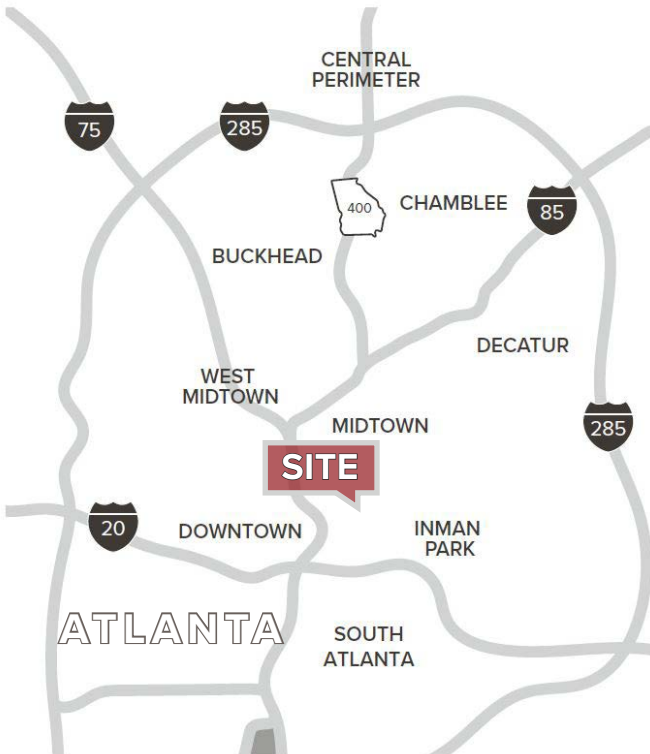 CENTRAL
PERIMETER
75
285
400
CHAMBLEE
85
BUCKHEAD
DECATUR
WEST
MIDTOWN
MIDTOWN
285
SITE
20
DOWNTOWN
INMAN
PARK
ATLANTA
SOUTH
ATLANTA